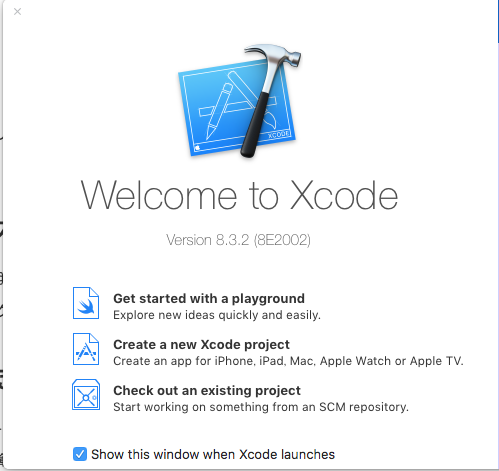 XCODE
Welcome to Xcode
Version 8.3.2 (8E2002)
Get started with a playground
Explore new ideas quickly and easily.
Create a new Xcode project
Create an app for iPhone, iPad, Mac, Apple Watch or Apple TV.
Check out an existing project
Start working on something from an SCM repository.
Show this window when Xcode launches